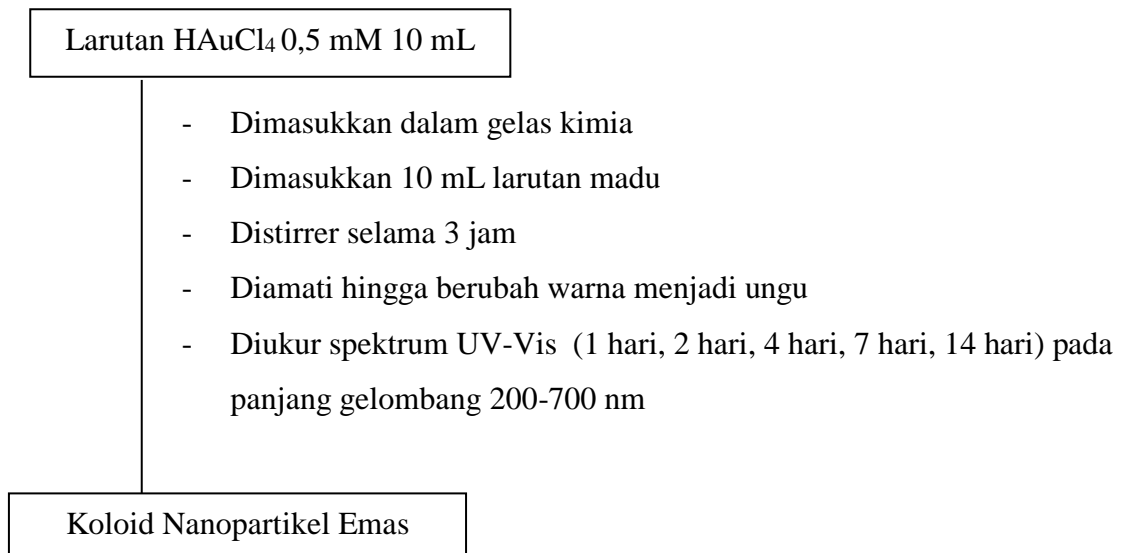 Larutan HAuCl₄ 0,5 mM 10 mL
- Dimasukkan dalam gelas kimia
- Dimasukkan 10 mL larutan madu
- Distirrer selama 3 jam
- Diamati hingga berubah warna menjadi ungu
- Diukur spektrum UV-Vis (1 hari, 2 hari, 4 hari, 7 hari, 14 hari) pada
panjang gelombang 200-700 nm
Koloid Nanopartikel Emas